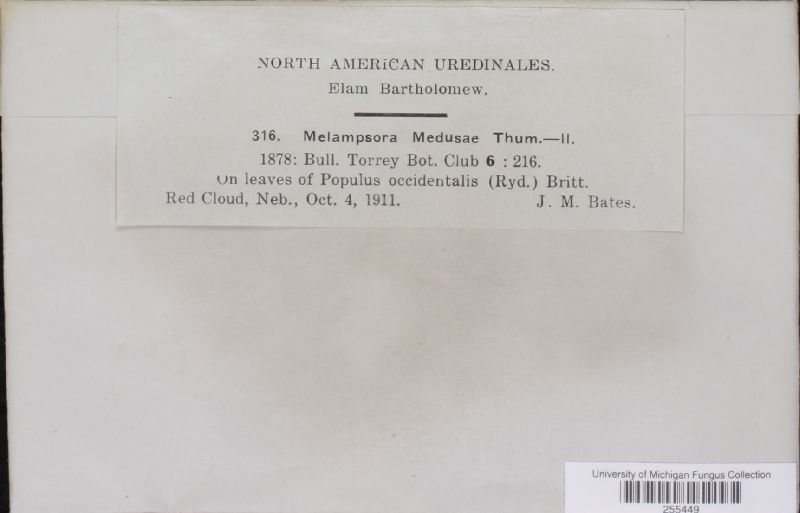 NORTH AMERICAN UREDINALES.
Elam Bartholomew.
316. Melampsora Medusae Thum.—II.
1878: Bull. Torrey Bot. Club 6 : 216.
On leaves of Populus occidentalis (Ryd.) Britt.
Red Cloud, Neb., Oct. 4, 1911. J. M. Bates.
University of Michigan Fungus Collection
255449